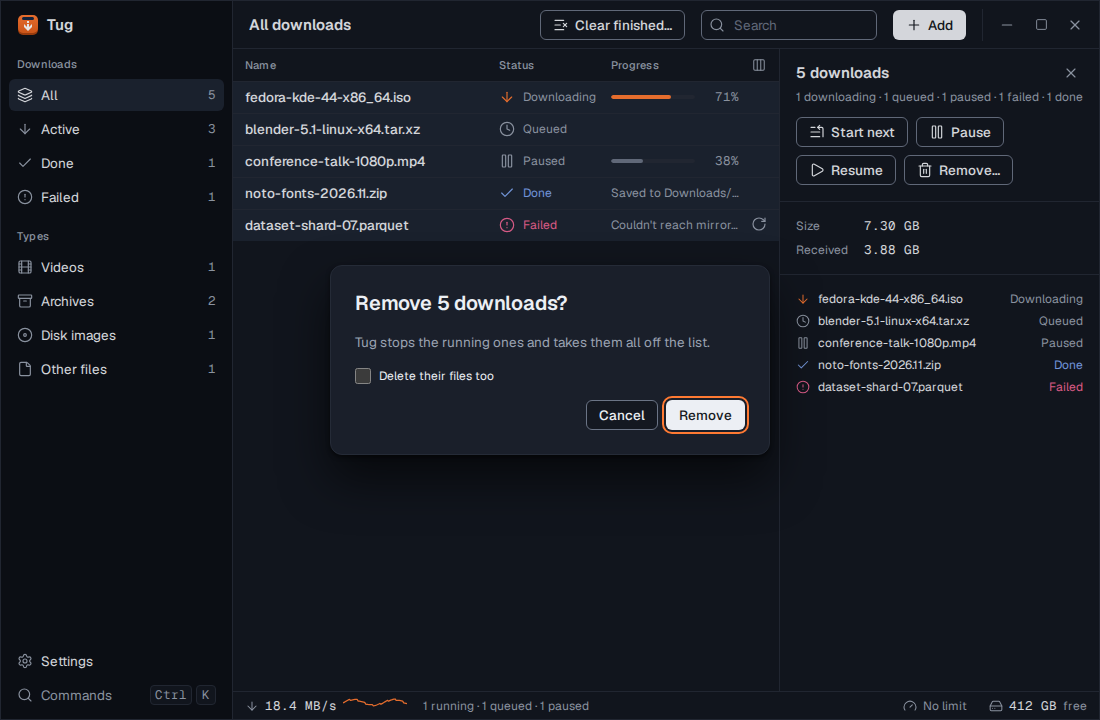 Tug
All downloads
Clear finished…
Search
Add
Downloads
All 5
Active 3
Done 1
Failed 1
Types
Videos 1
Archives 2
Disk images 1
Other files 1
Settings
Commands Ctrl K
Name Status Progress
fedora-kde-44-x86_64.iso Downloading 71%
blender-5.1-linux-x64.tar.xz Queued
conference-talk-1080p.mp4 Paused 38%
noto-fonts-2026.11.zip Done Saved to Downloads/…
dataset-shard-07.parquet Failed Couldn't reach mirror…
Remove 5 downloads?
Tug stops the running ones and takes them all off the list.
Delete their files too
Cancel Remove
5 downloads
1 downloading · 1 queued · 1 paused · 1 failed · 1 done
Start next Pause
Resume Remove…
Size 7.30 GB
Received 3.88 GB
fedora-kde-44-x86_64.iso Downloading
blender-5.1-linux-x64.tar.xz Queued
conference-talk-1080p.mp4 Paused
noto-fonts-2026.11.zip Done
dataset-shard-07.parquet Failed
18.4 MB/s 1 running · 1 queued · 1 paused No limit 412 GB free